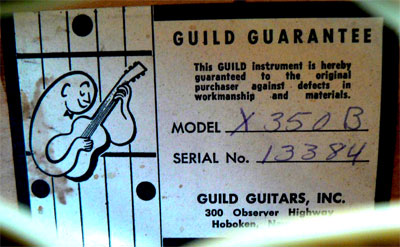 GUILD GUARANTEE
This GUILD instrument is hereby
guaranteed to the original
purchaser against defects in
workmanship and materials.
MODEL X 350 B
SERIAL No. 13384
GUILD GUITARS, INC.
300 Observer Highway
Hoboken,